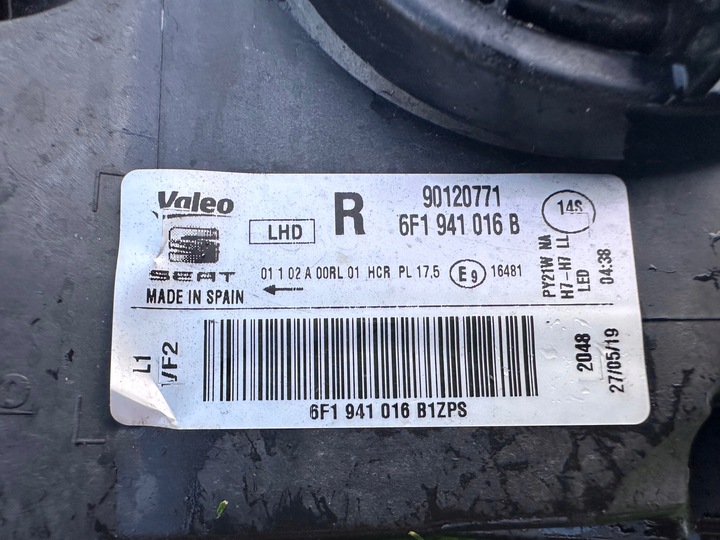 Valeo
SEAT
MADE IN SPAIN
LHD
R
90120771
6F1 941 016 B
14S
01 1 02 A 00RL 01 HCR PL 17,5
E9
16481
PY21W NA
H7-H7 LL
LED 04:38
L1
VF2
6F1 941 016 B1ZPS
2048
27/05/19